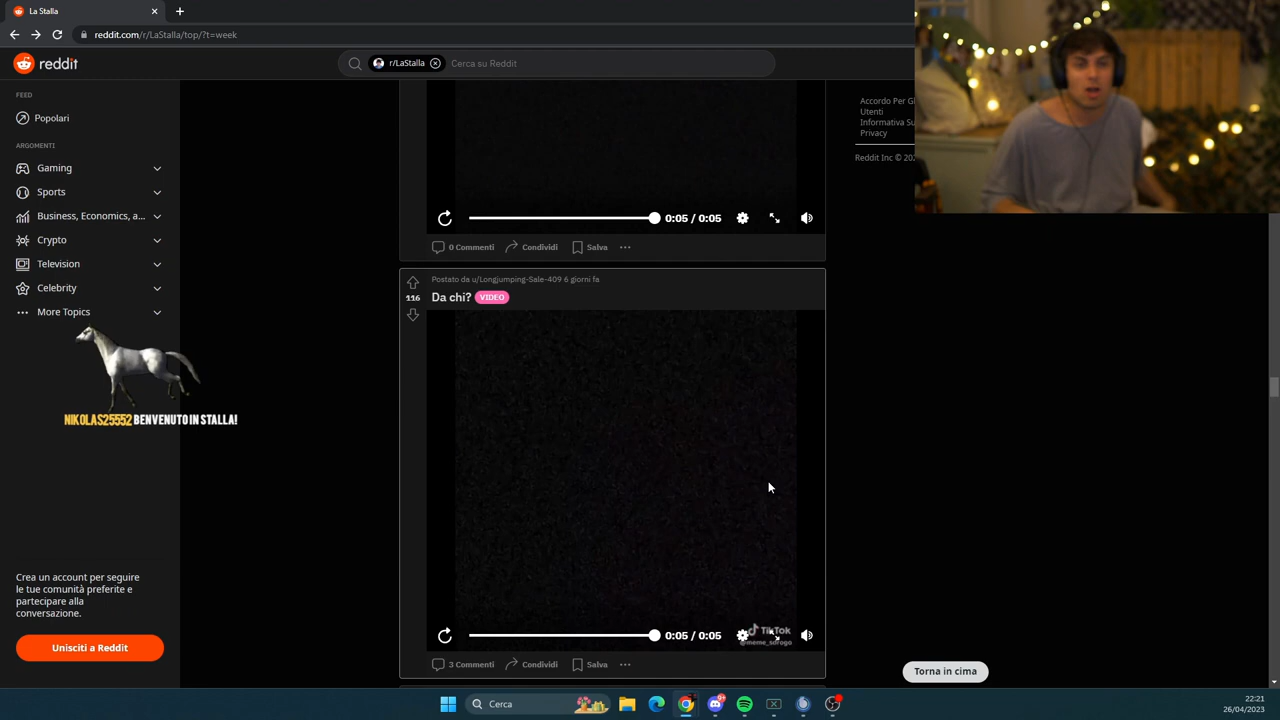 La Stalla
reddit.com/r/LaStalla/top/?t=week
reddit
r/LaStalla
Cerca su Reddit
FEED
Popolari
ARGOMENTI
Gaming
Sports
Business, Economics, a...
Crypto
Television
Celebrity
More Topics
NIKOLAS25552 BENVENUTO IN STALLA!
Crea un account per seguire
le tue comunità preferite e
partecipare alla
conversazione.
Unisciti a Reddit
0:05 / 0:05
0 Commenti
Condividi
Salva
116
Postato da u/Longjumping-Sale-409 6 giorni fa
Da chi?
VIDEO
0:05 / 0:05
TikTok
3 Commenti
Condividi
Salva
Accordo Per Gl
Utenti
Informativa Su
Privacy
Reddit Inc © 202
Torna in cima
Cerca
22:21
26/04/2023